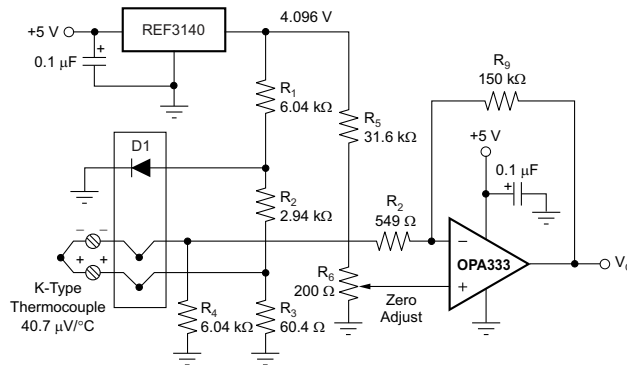 REF3140
+5 V
4.096 V
+
0.1 μF
R1
6.04 kΩ
R5
31.6 kΩ
R9
150 kΩ
+5 V
0.1 μF
+
D1
R2
2.94 kΩ
R2
549 Ω
− −
+ +
K-Type
Thermocouple
40.7 μV/°C
R4
6.04 kΩ
R3
60.4 Ω
R6
200 Ω
Zero
Adjust
−
+
OPA333